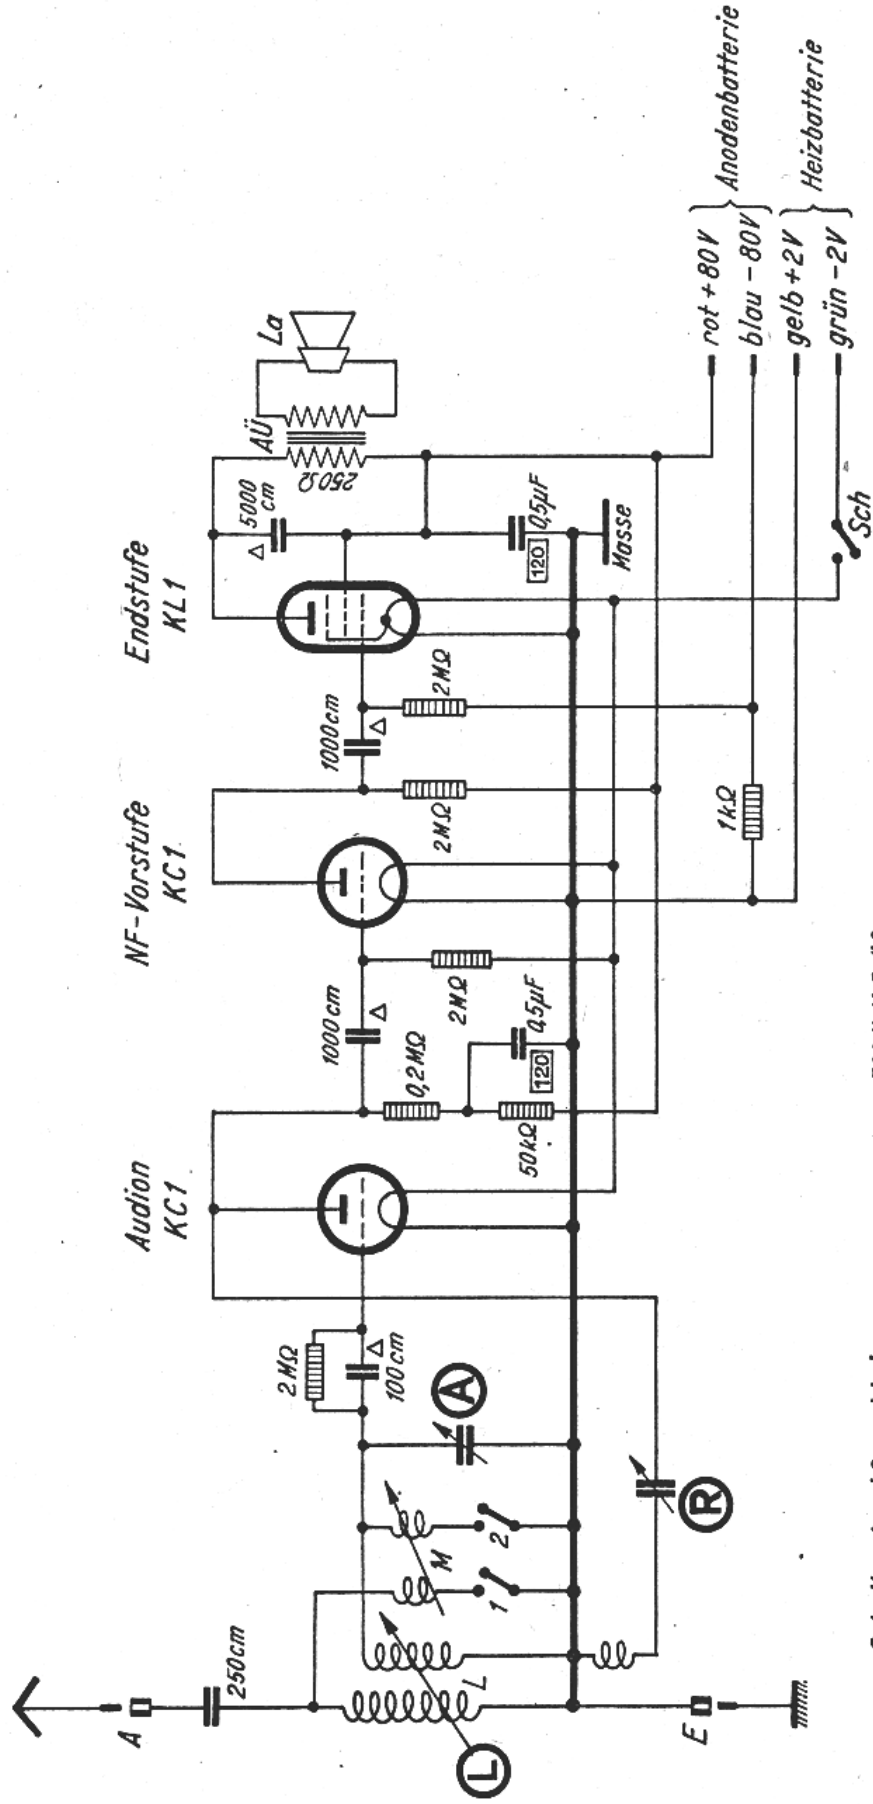 Audion
KC1
NF-Vorstufe
KC1
Endstufe
KL1
A
250cm
L
L
M
1
2
A
2MΩ
100cm
△
R
E
1000cm
△
0,2MΩ
50kΩ
120
0,5µF
2MΩ
2MΩ
1000cm
△
2MΩ
1kΩ
△
5000
cm
250Ω
AÜ
La
120
0,5µF
Masse
Sch
rot +80V
blau -80V
Anodenbatterie
gelb +2V
grün -2V
Heizbatterie